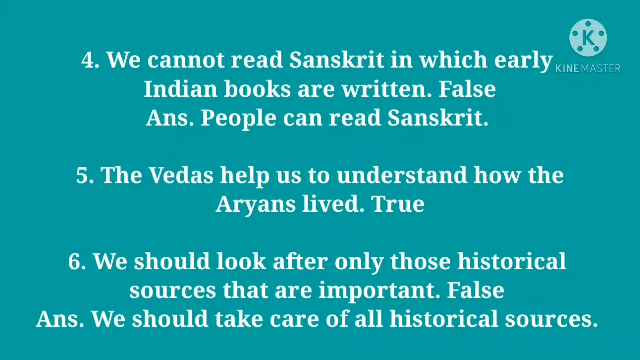 K
KINEMASTER
4. We cannot read Sanskrit in which early
Indian books are written. False
Ans. People can read Sanskrit.
5. The Vedas help us to understand how the
Aryans lived. True
6. We should look after only those historical
sources that are important. False
Ans. We should take care of all historical sources.